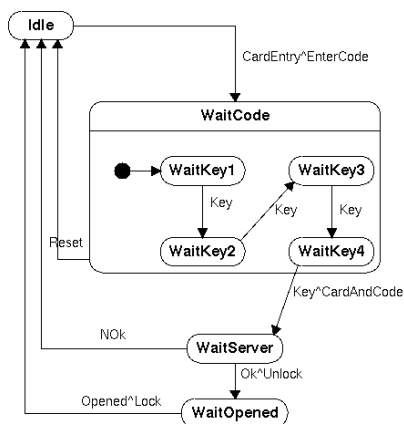 Idle
CardEntry^EnterCode
WaitCode
WaitKey1
WaitKey3
Key
Key
Key
WaitKey2
WaitKey4
Reset
Key^CardAndCode
NOk
WaitServer
Ok^Unlock
Opened^Lock
WaitOpened